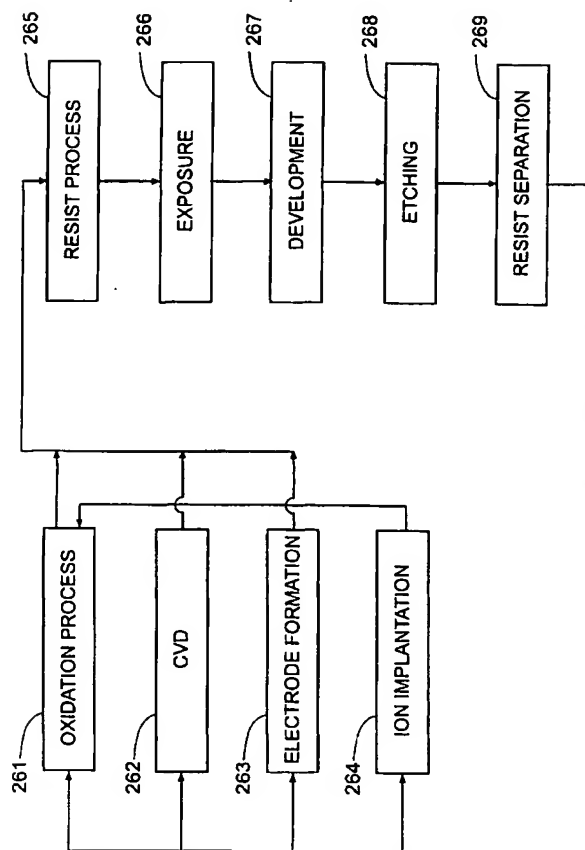 261
OXIDATION PROCESS
262
CVD
263
ELECTRODE FORMATION
264
ION IMPLANTATION
265
RESIST PROCESS
266
EXPOSURE
267
DEVELOPMENT
268
ETCHING
269
RESIST SEPARATION